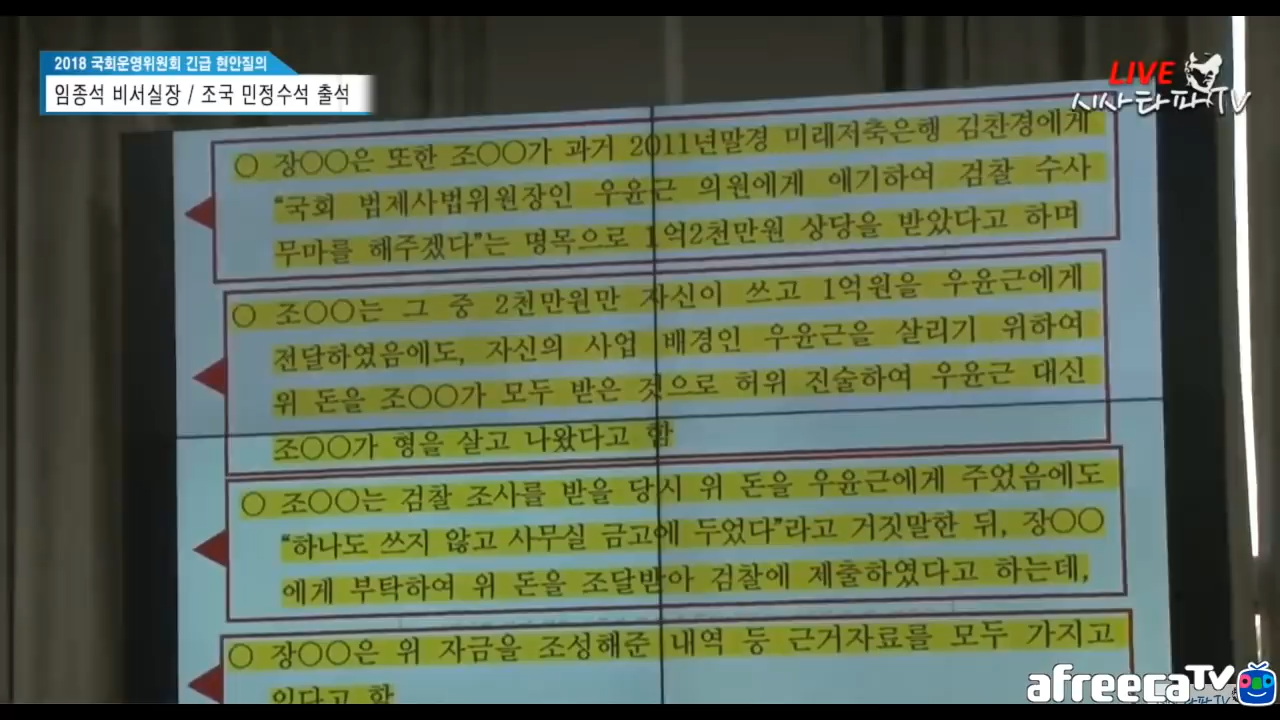 2018 국회운영위원회 긴급 현안질의
임종석 비서실장 / 조국 민정수석 출석
LIVE
시사타파TV
○ 장○○은 또한 조○○가 과거 2011년말경 미래저축은행 김찬경에게
“국회 법제사법위원장인 우윤근 의원에게 얘기하여 검찰 수사
무마를 해주겠다”는 명목으로 1억2천만원 상당을 받았다고 하며
○ 조○○는 그 중 2천만원만 자신이 쓰고 1억원을 우윤근에게
전달하였음에도, 자신의 사업 배경인 우윤근을 살리기 위하여
위 돈을 조○○가 모두 받은 것으로 허위 진술하여 우윤근 대신
조○○가 형을 살고 나왔다고 함
○ 조○○는 검찰 조사를 받을 당시 위 돈을 우윤근에게 주었음에도
“하나도 쓰지 않고 사무실 금고에 두었다”라고 거짓말한 뒤, 장○○
에게 부탁하여 위 돈을 조달받아 검찰에 제출하였다고 하는데,
○ 장○○은 위 자금을 조성해준 내역 등 근거자료를 모두 가지고
있다고 함
afreecaTV